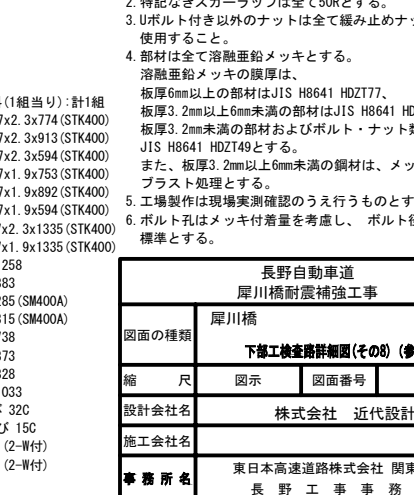 2.特記なきスカーラップは全て50Rとする。
3.Uボルト付き以外のナットは全て緩み止めナッ
使用すること。
4.部材は全て溶融亜鉛メッキとする。
溶融亜鉛メッキの膜厚は、
板厚6mm以上の部材はJIS H8641 HDZT77、
板厚3.2mm以上6mm未満の部材はJIS H8641 HD
板厚3.2mm未満の部材およびボルト・ナット類
JIS H8641 HDZT49とする。
また、板厚3.2mm以上6mm未満の鋼材は、メッ
ブラスト処理とする。
5.工場製作は現場実測確認のうえ行うものとす
6.ボルト孔はメッキ付着量を考慮し、 ボルト径
標準とする。
(1組当り):計1組
7x2.3x774(STK400)
7x2.3x913(STK400)
7x2.3x594(STK400)
7x1.9x753(STK400)
7x1.9x892(STK400)
7x1.9x594(STK400)
x2.3x1335(STK400)
x1.9x1335(STK400)
258
383
285(SM400A)
315(SM400A)
738
373
328
033
32C
び 15C
(2-W付)
(2-W付)
長野自動車道
犀川橋耐震補強工事
図面の種類
犀川橋
下部工検査路詳細図(その8)(参
縮 尺 図示 図面番号
設計会社名 株式会社 近代設計
施工会社名
事務所名 東日本高速道路株式会社 関東
長 野 工 事 事 務